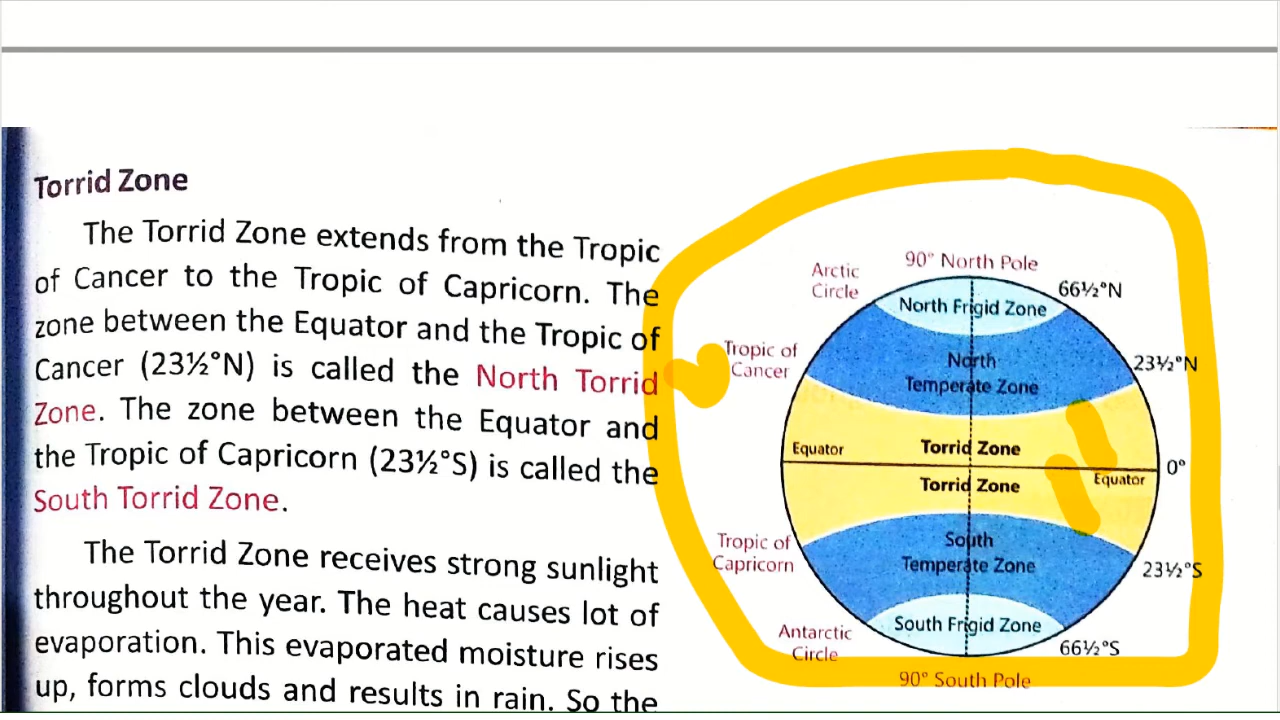 Torrid Zone
The Torrid Zone extends from the Tropic
of Cancer to the Tropic of Capricorn. The
zone between the Equator and the Tropic of
Cancer (23½°N) is called the North Torrid
Zone. The zone between the Equator and
the Tropic of Capricorn (23½°S) is called the
South Torrid Zone.
The Torrid Zone receives strong sunlight
throughout the year. The heat causes lot of
evaporation. This evaporated moisture rises
up, forms clouds and results in rain. So the
90° North Pole
Arctic
Circle
66½°N
North Frigid Zone
Tropic of
Cancer
23½°N
North
Temperate Zone
Equator
Torrid Zone
0°
Torrid Zone
Equator
Tropic of
Capricorn
South
Temperate Zone
23½°S
Antarctic
Circle
South Frigid Zone
66½°S
90° South Pole